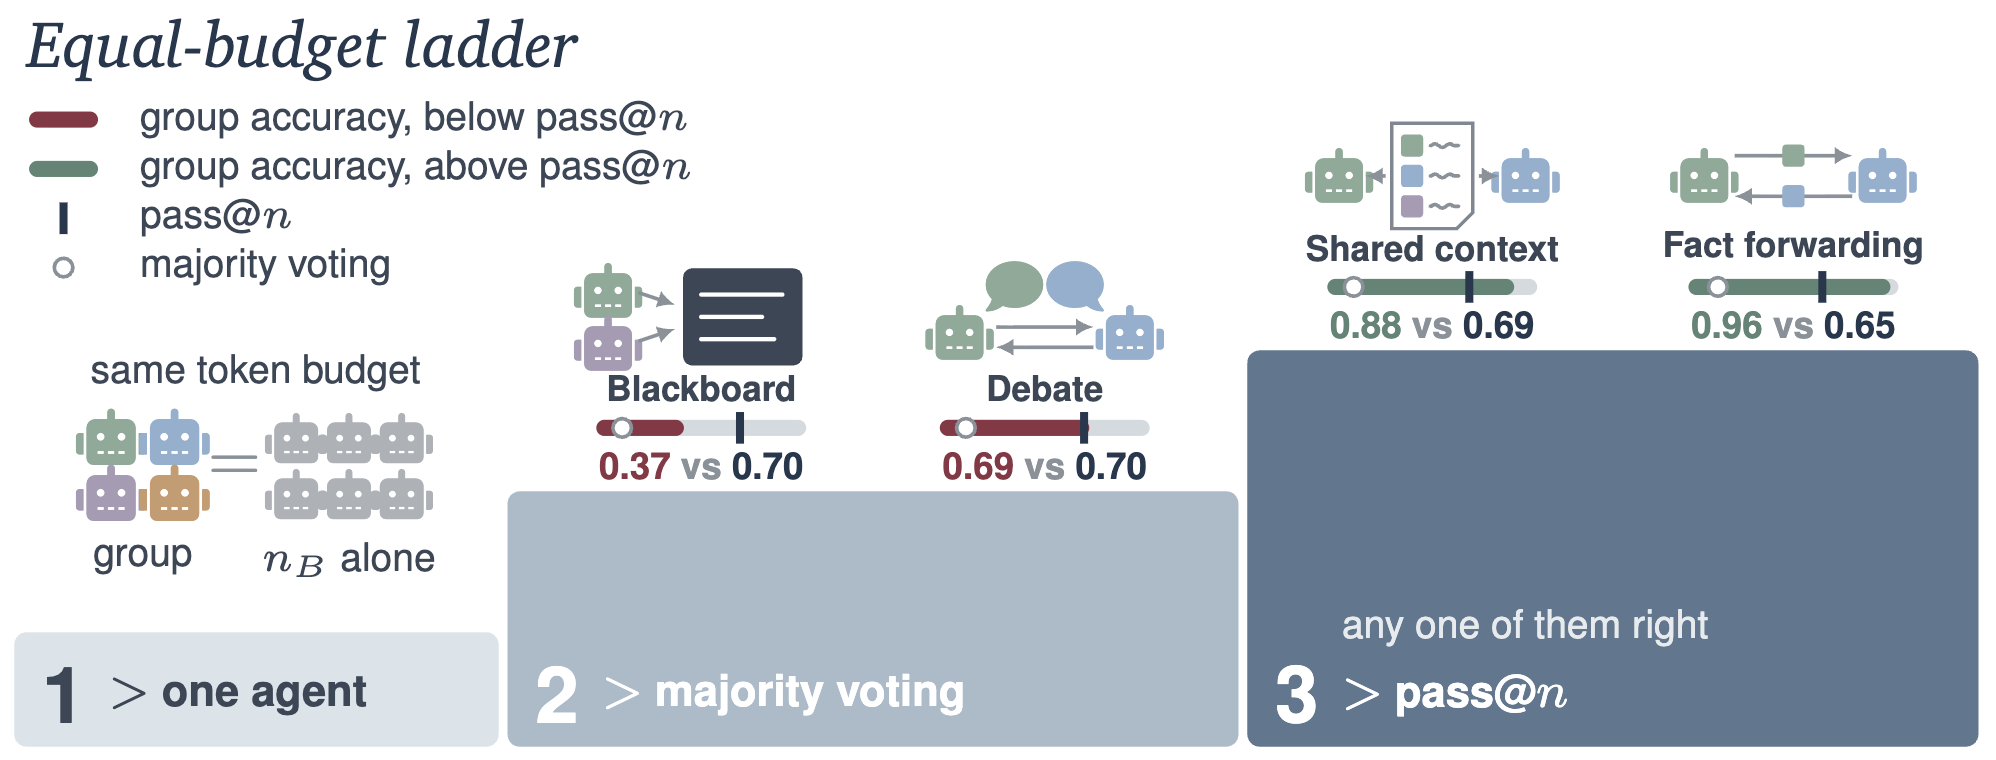 Equal-budget ladder
group accuracy, below pass@n
group accuracy, above pass@n
pass@n
majority voting
same token budget
group
n_B alone
Blackboard
0.37 vs 0.70
Debate
0.69 vs 0.70
Shared context
0.88 vs 0.69
Fact forwarding
0.96 vs 0.65
1 > one agent
2 > majority voting
any one of them right
3 > pass@n